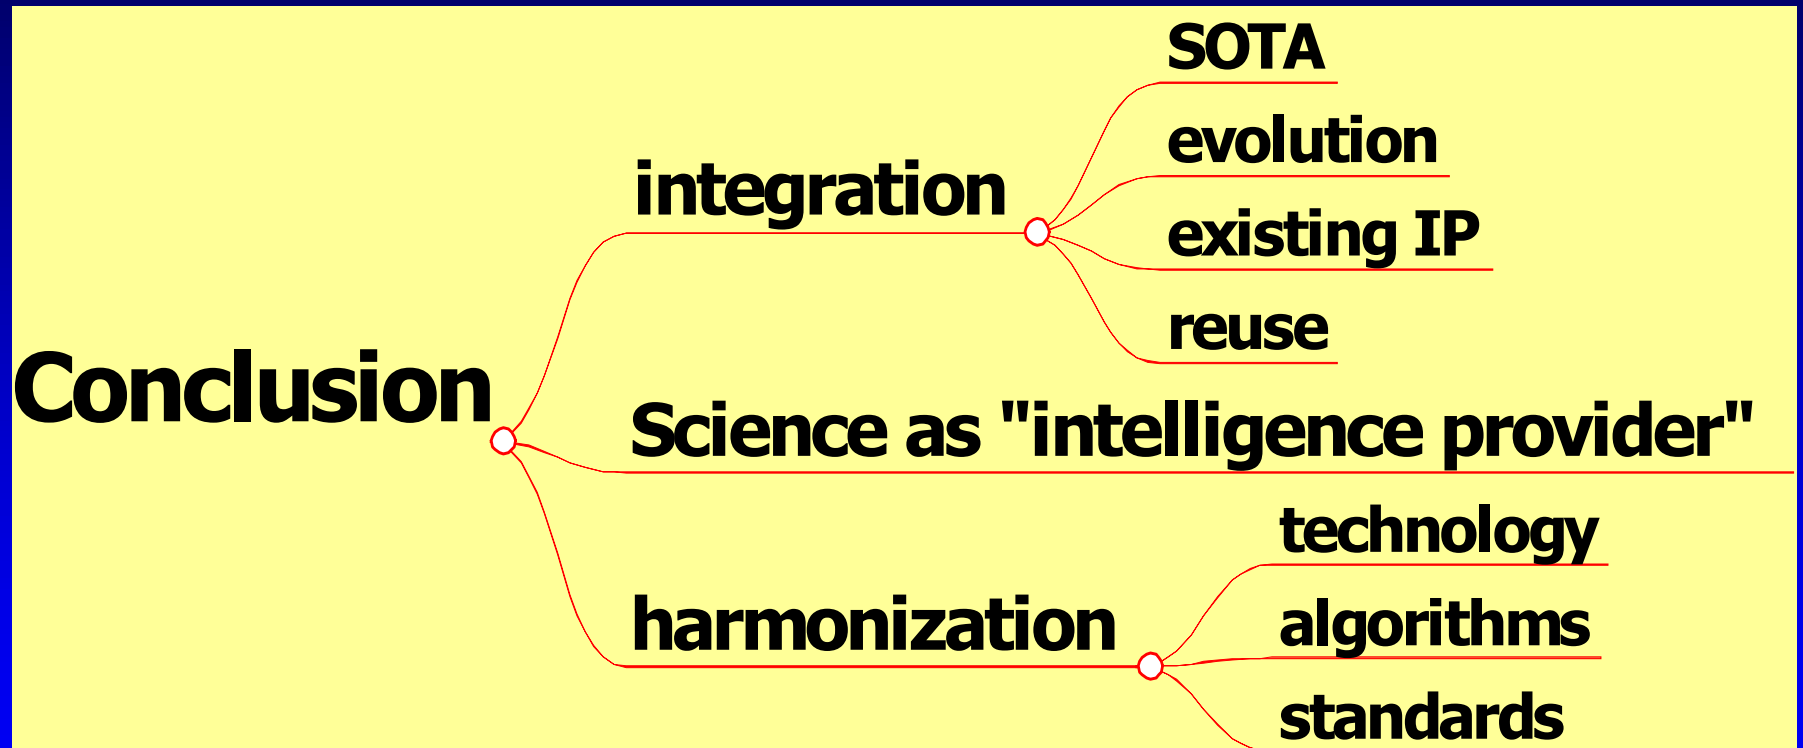 Conclusion
integration
SOTA
evolution
existing IP
reuse
Science as "intelligence provider"
harmonization
technology
algorithms
standards